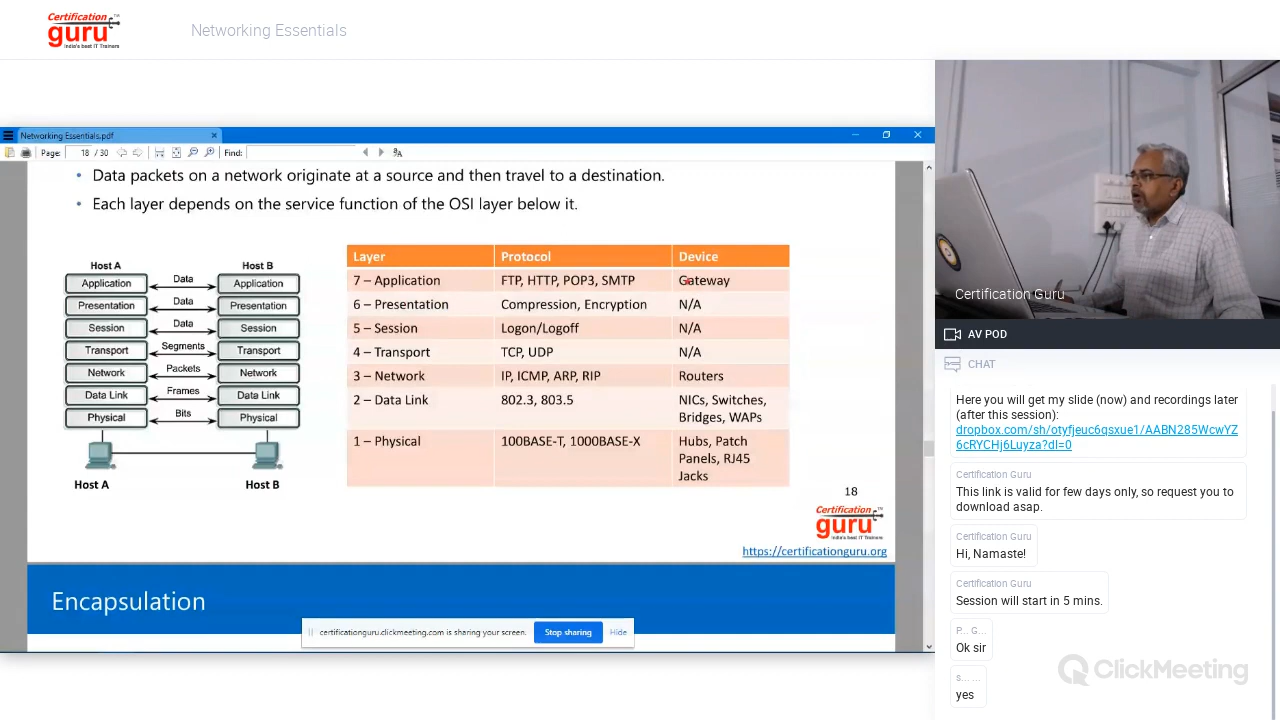 Certification
guru™
India's best IT Trainers
Networking Essentials
Networking Essentials.pdf
Page: 18 / 30 Find:
• Data packets on a network originate at a source and then travel to a destination.
• Each layer depends on the service function of the OSI layer below it.
Host A Host B
Application Data Application
Presentation Data Presentation
Session Data Session
Transport Segments Transport
Network Packets Network
Data Link Frames Data Link
Physical Bits Physical
Host A Host B
Layer Protocol Device
7 – Application FTP, HTTP, POP3, SMTP Gateway
6 – Presentation Compression, Encryption N/A
5 – Session Logon/Logoff N/A
4 – Transport TCP, UDP N/A
3 – Network IP, ICMP, ARP, RIP Routers
2 – Data Link 802.3, 803.5 NICs, Switches,
Bridges, WAPs
1 – Physical 100BASE-T, 1000BASE-X Hubs, Patch
Panels, RJ45
Jacks
18
Certification
guru™
India's best IT Trainers
https://certificationguru.org
Encapsulation
certificationguru.clickmeeting.com is sharing your screen. Stop sharing Hide
Certification Guru
AV POD
CHAT
Here you will get my slide (now) and recordings later
(after this session):
dropbox.com/sh/otyfjeuc6qsxue1/AABN285WcwYZ
6cRYCHj6Luyza?dl=0
Certification Guru
This link is valid for few days only, so request you to
download asap.
Certification Guru
Hi, Namaste!
Certification Guru
Session will start in 5 mins.
P... G...
Ok sir
s... ...
yes
ClickMeeting